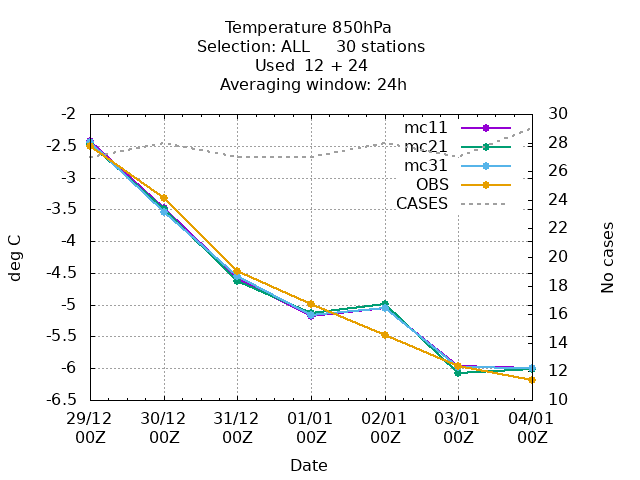 Temperature 850hPa
Selection: ALL     30 stations
Used  12 + 24
Averaging window: 24h
-2
-2.5
-3
-3.5
-4
-4.5
-5
-5.5
-6
-6.5
deg C
30
28
26
24
22
20
18
16
14
12
10
No cases
mc11
mc21
mc31
OBS
CASES
29/12 30/12 31/12 01/01 02/01 03/01 04/01
00Z 00Z 00Z 00Z 00Z 00Z 00Z
Date